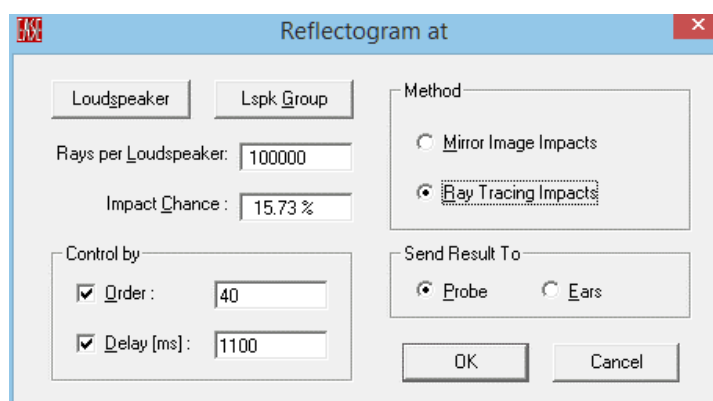 EASE
Reflectogram at
Loudspeaker
Lspk Group
Rays per Loudspeaker: 100000
Impact Chance : 15.73 %
Control by
Order : 40
Delay [ms] : 1100
Method
Mirror Image Impacts
Ray Tracing Impacts
Send Result To
Probe
Ears
OK
Cancel